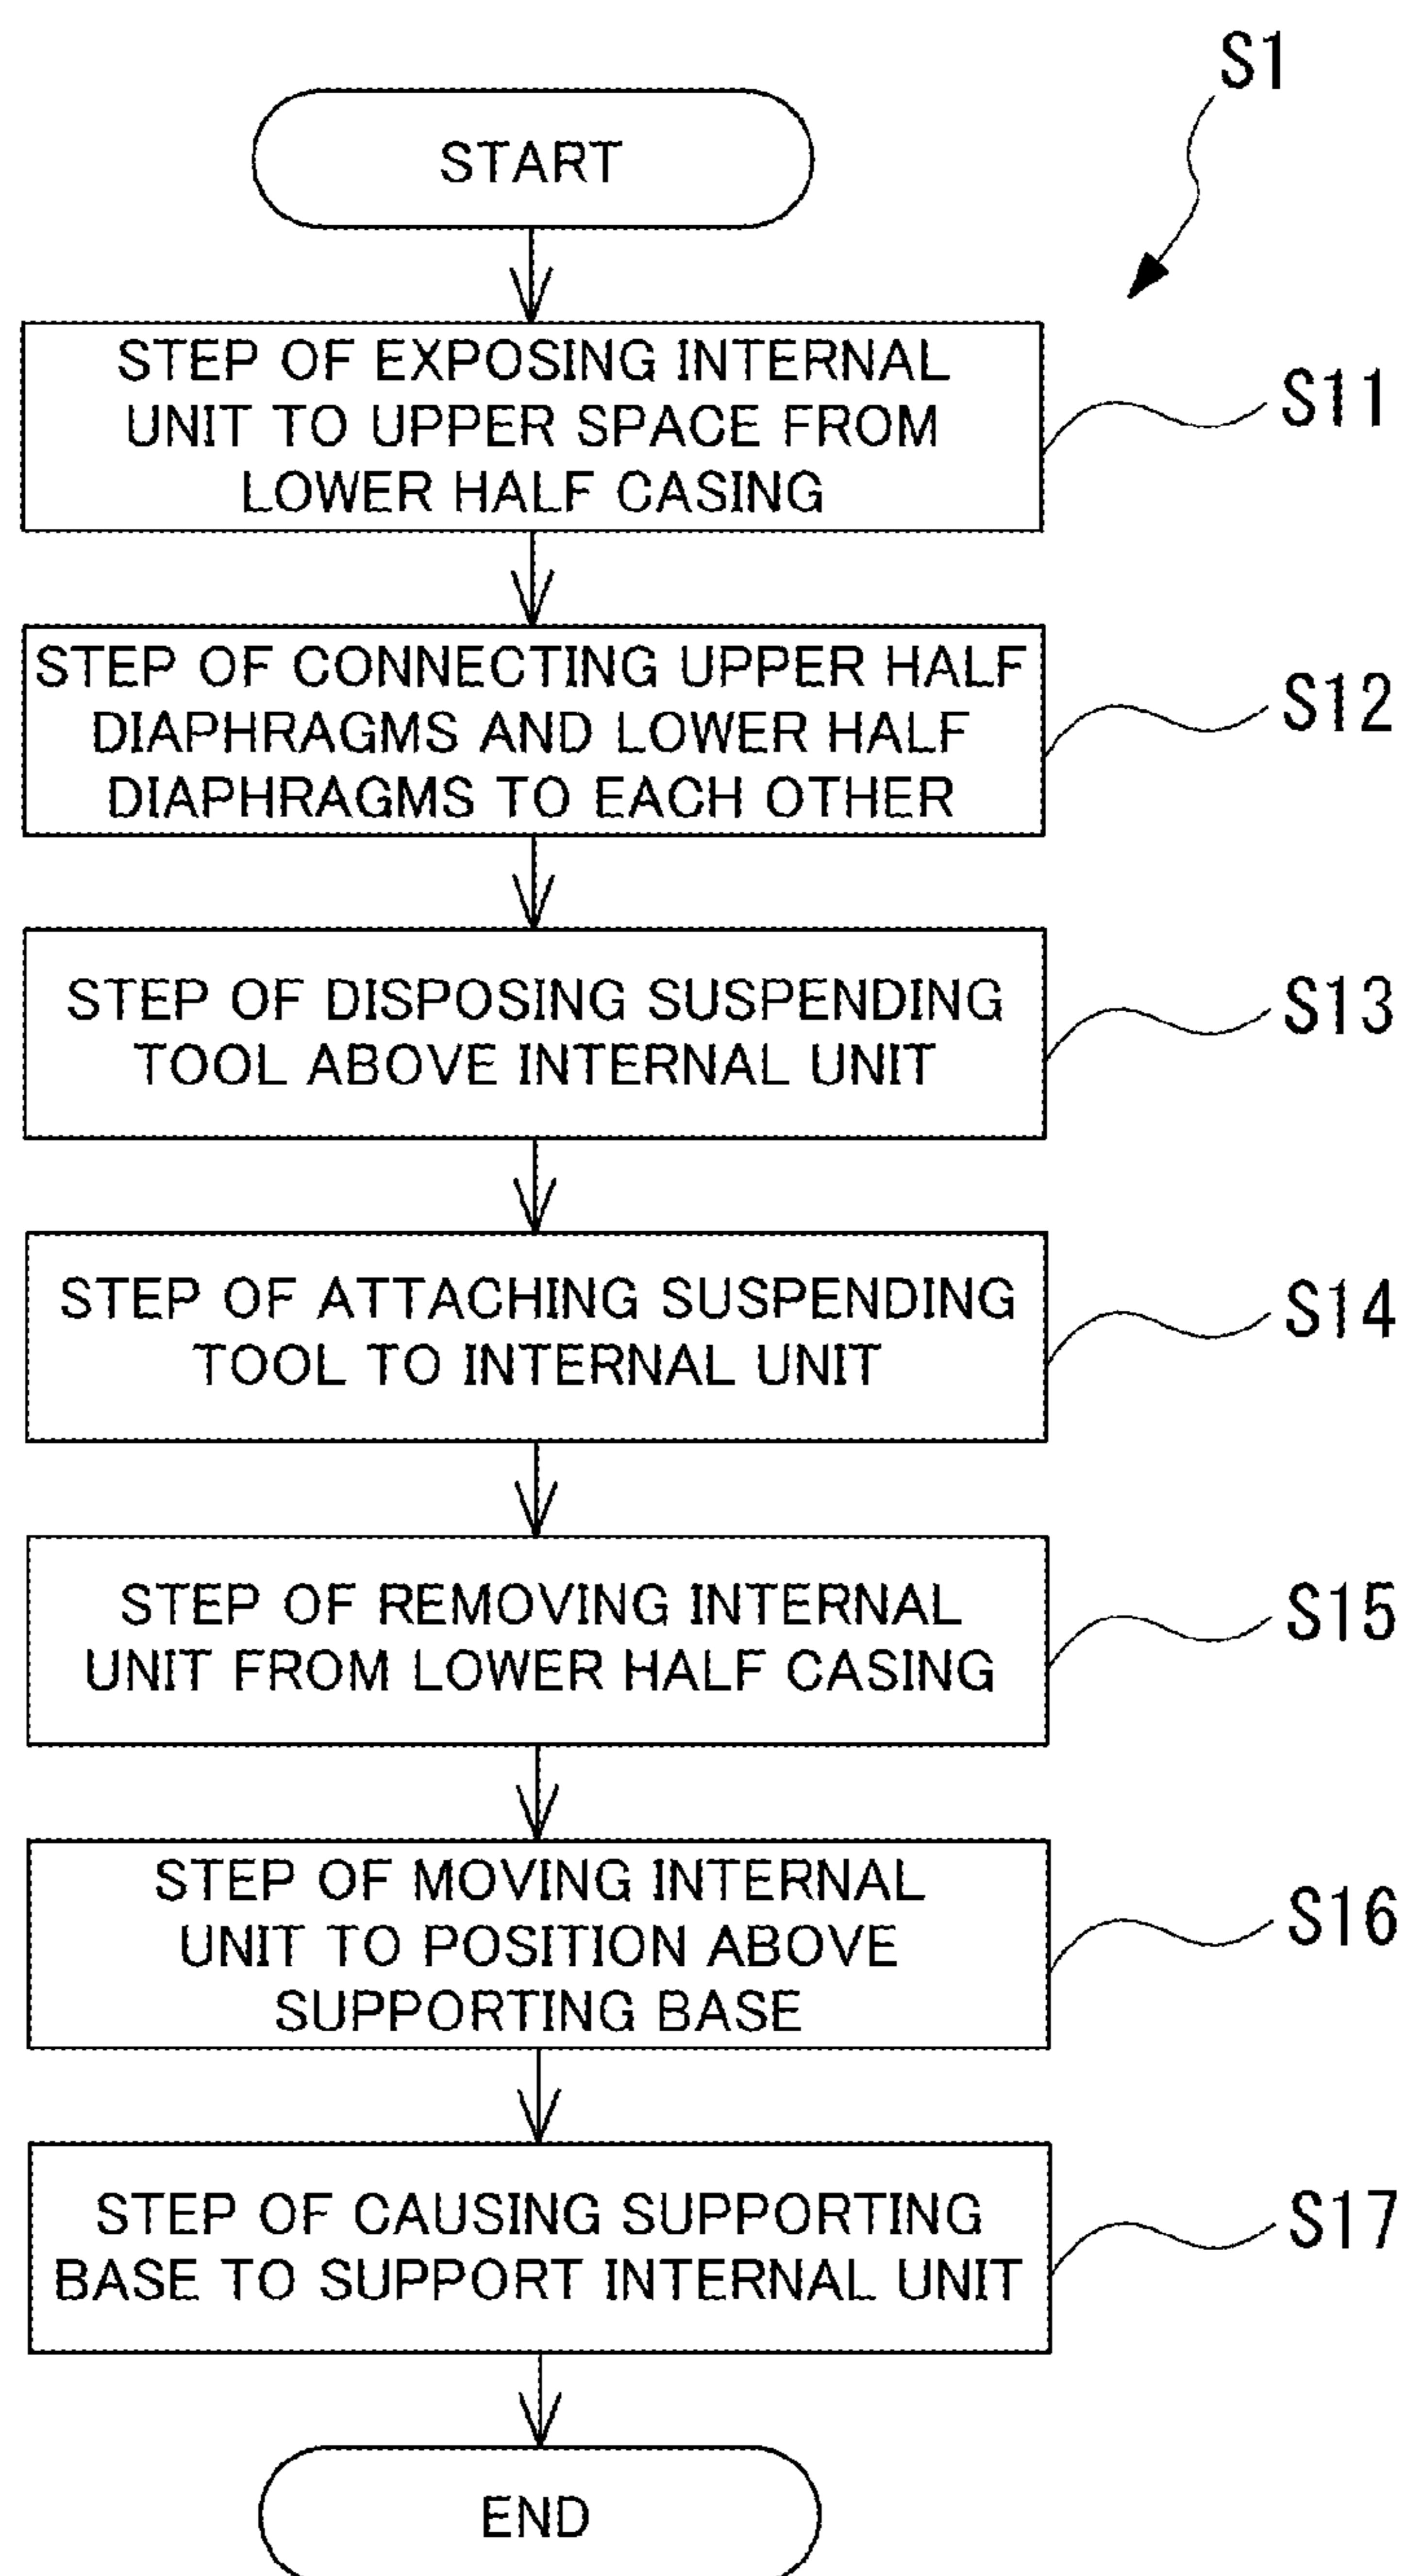 S1
START
STEP OF EXPOSING INTERNAL
UNIT TO UPPER SPACE FROM
LOWER HALF CASING
S11
STEP OF CONNECTING UPPER HALF
DIAPHRAGMS AND LOWER HALF
DIAPHRAGMS TO EACH OTHER
S12
STEP OF DISPOSING SUSPENDING
TOOL ABOVE INTERNAL UNIT
S13
STEP OF ATTACHING SUSPENDING
TOOL TO INTERNAL UNIT
S14
STEP OF REMOVING INTERNAL
UNIT FROM LOWER HALF CASING
S15
STEP OF MOVING INTERNAL
UNIT TO POSITION ABOVE
SUPPORTING BASE
S16
STEP OF CAUSING SUPPORTING
BASE TO SUPPORT INTERNAL UNIT
S17
END